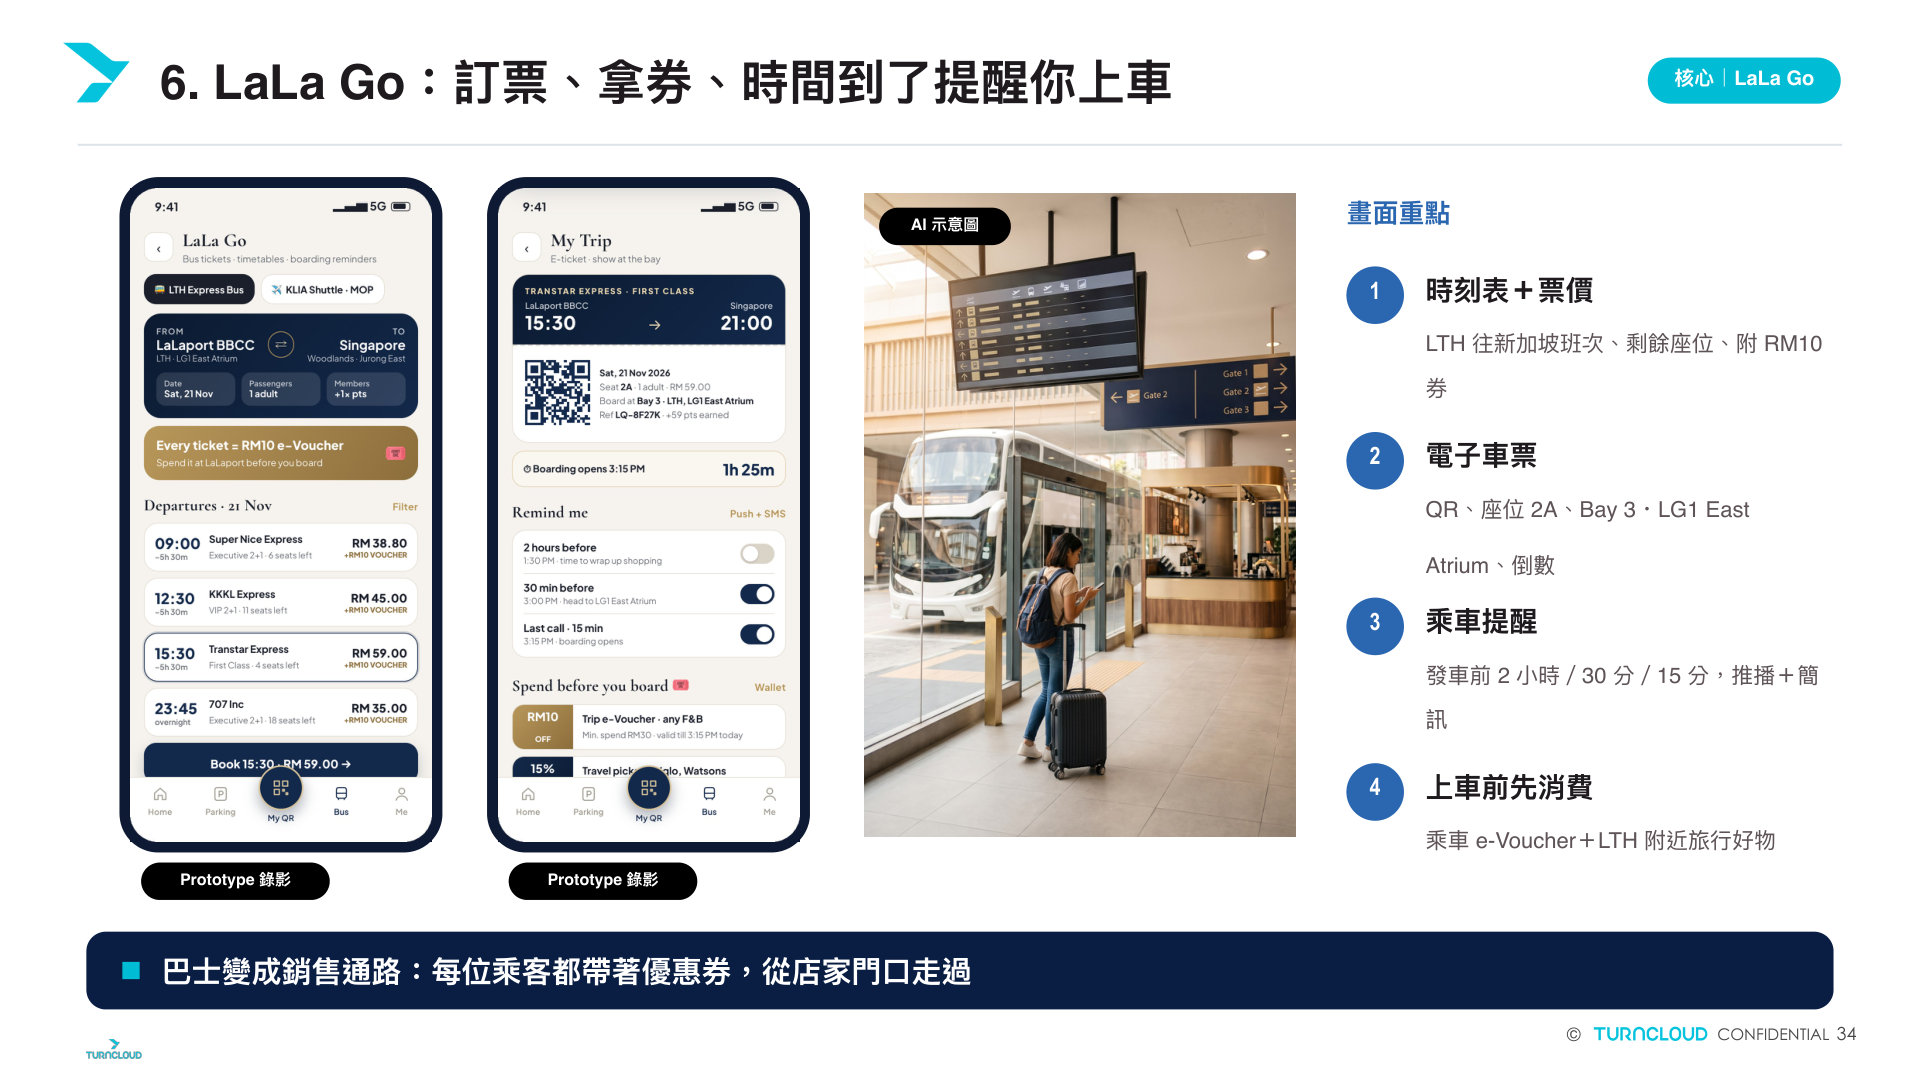 6. LaLa Go：訂票、拿券、時間到了提醒你上車
核心｜LaLa Go
9:41
5G
‹
LaLa Go
Bus tickets · timetables · boarding reminders
LTH Express Bus
KLIA Shuttle · MOP
FROM
LaLaport BBCC
LTH · LG1 East Atrium
TO
Singapore
Woodlands · Jurong East
Date
Sat, 21 Nov
Passengers
1 adult
Members
+1× pts
Every ticket = RM10 e-Voucher
Spend it at LaLaport before you board
Departures · 21 Nov
Filter
09:00
~5h 30m
Super Nice Express
Executive 2+1 · 6 seats left
RM 38.80
+RM10 VOUCHER
12:30
~5h 30m
KKKL Express
VIP 2+1 · 11 seats left
RM 45.00
+RM10 VOUCHER
15:30
~5h 30m
Transtar Express
First Class · 4 seats left
RM 59.00
+RM10 VOUCHER
23:45
overnight
707 Inc
Executive 2+1 · 18 seats left
RM 35.00
+RM10 VOUCHER
Book 15:30 · RM 59.00 →
Home
Parking
My QR
Bus
Me
Prototype 錄影
9:41
5G
‹
My Trip
E-ticket · show at the bay
TRANSTAR EXPRESS · FIRST CLASS
LaLaport BBCC
15:30
→
Singapore
21:00
Sat, 21 Nov 2026
Seat 2A · 1 adult · RM 59.00
Board at Bay 3 · LTH, LG1 East Atrium
Ref LQ-8F27K · +59 pts earned
Boarding opens 3:15 PM
1h 25m
Remind me
Push + SMS
2 hours before
1:30 PM · time to wrap up shopping
30 min before
3:00 PM · head to LG1 East Atrium
Last call · 15 min
3:15 PM · boarding opens
Spend before you board
Wallet
RM10
OFF
Trip e-Voucher · any F&B
Min. spend RM30 · valid till 3:15 PM today
15%
Home
Parking
My QR
Bus
Me
Prototype 錄影
AI 示意圖
← Gate 2
Gate 1 →
Gate 2 →
Gate 3 →
畫面重點
1
時刻表＋票價
LTH 往新加坡班次、剩餘座位、附 RM10
券
2
電子車票
QR、座位 2A、Bay 3・LG1 East
Atrium、倒數
3
乘車提醒
發車前 2 小時 / 30 分 / 15 分，推播＋簡
訊
4
上車前先消費
乘車 e-Voucher＋LTH 附近旅行好物
巴士變成銷售通路：每位乘客都帶著優惠券，從店家門口走過
TURNCLOUD
© TURNCLOUD CONFIDENTIAL 34